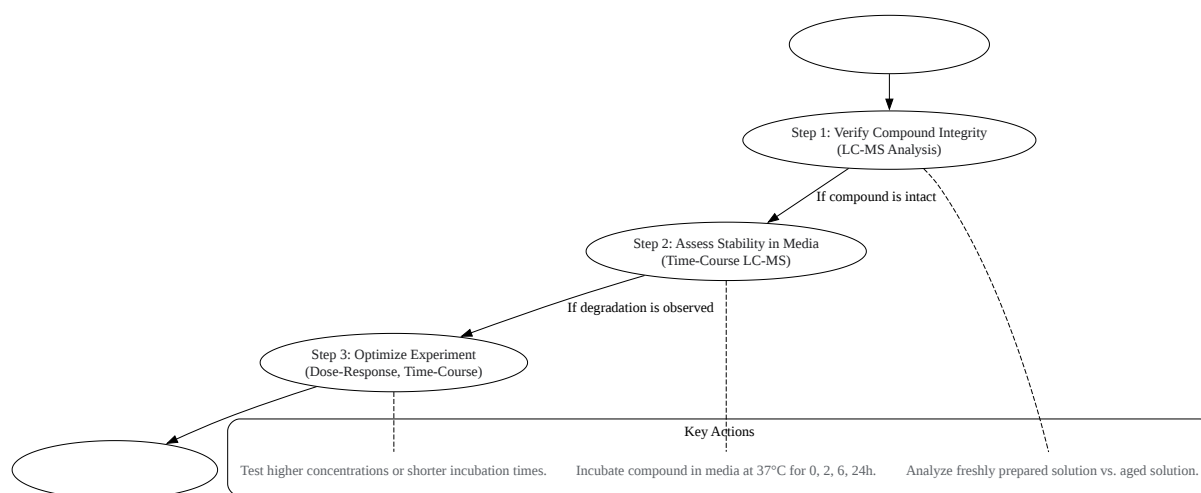 Step 1: Verify Compound Integrity
(LC-MS Analysis)
If compound is intact
Step 2: Assess Stability in Media
(Time-Course LC-MS)
If degradation is observed
Step 3: Optimize Experiment
(Dose-Response, Time-Course)
Key Actions
Test higher concentrations or shorter incubation times.
Incubate compound in media at 37°C for 0, 2, 6, 24h.
Analyze freshly prepared solution vs. aged solution.